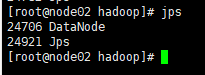 [root@node02 hadoop]# jps
24706 DataNode
24921 Jps
[root@node02 hadoop]#